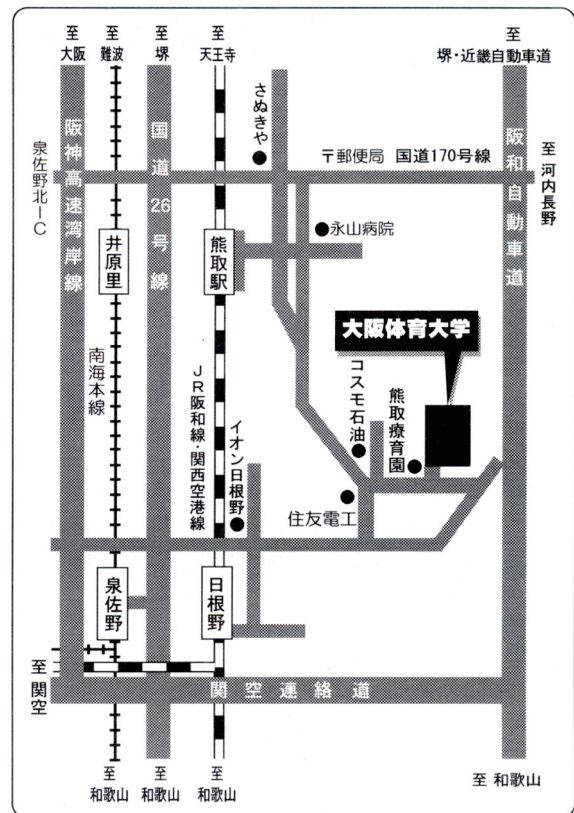 至
大阪
至
難波
至
堺
至
天王寺
至
堺・近畿自動車道
泉佐野北IC
阪神高速湾岸線
国道26号線
さぬきや
〒郵便局 国道170号線
阪和自動車道
至 河内長野
井原里
熊取駅
永山病院
大阪体育大学
南海本線
JR阪和線・関西空港線
イオン日根野
コスモ石油
熊取療育園
住友電工
泉佐野
日根野
至
関空
関空連絡道
至
和歌山
至
和歌山
至
和歌山
至 和歌山